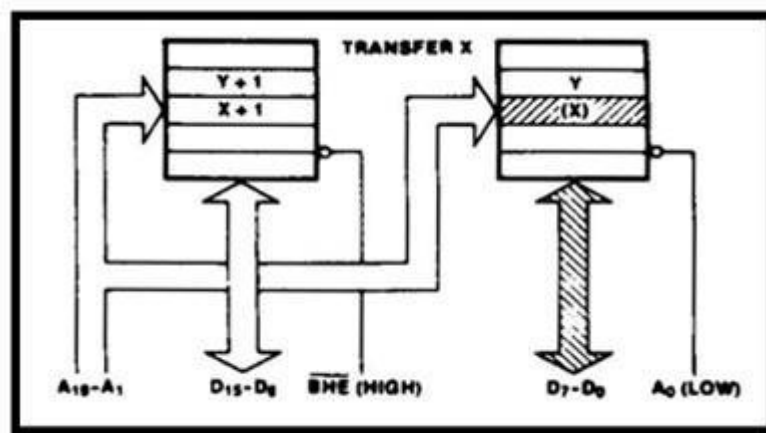 TRANSFER X
Y + 1
X + 1
Y
(X)
A19-A1
D15-D8
BHE (HIGH)
D7-D0
A0 (LOW)